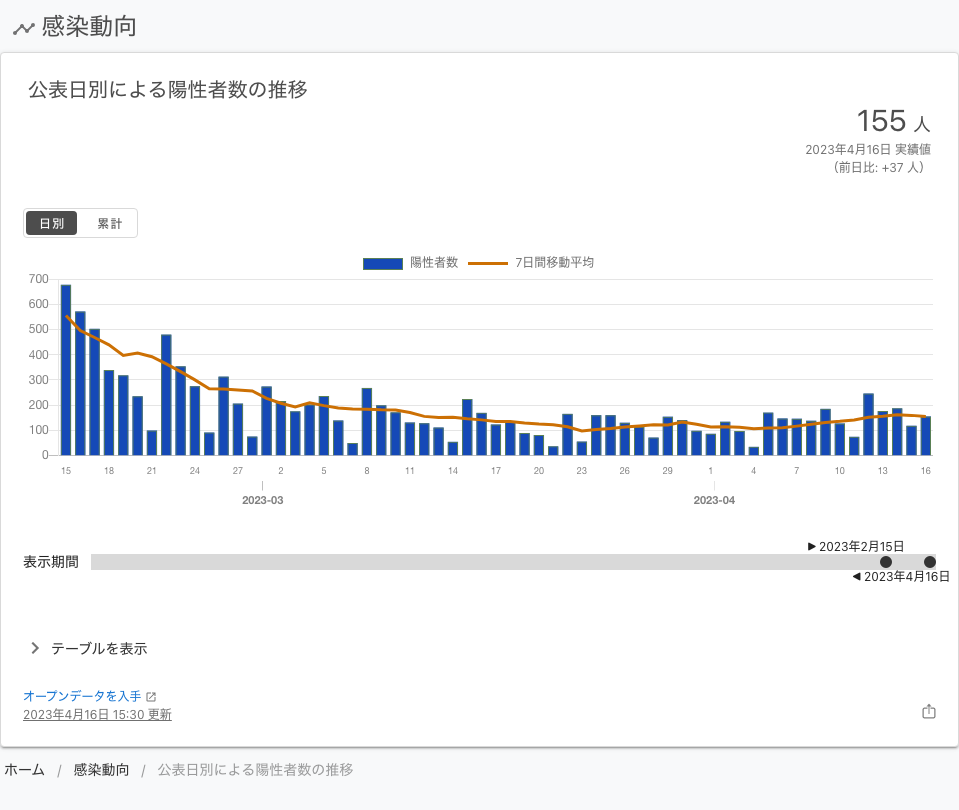 感染動向
公表日別による陽性者数の推移
155 人
2023年4月16日 実績値
（前日比: +37 人）
日別 累計
陽性者数 7日間移動平均
700
600
500
400
300
200
100
0
15 18 21 24 27 2 5 8 11 14 17 20 23 26 29 1 4 7 10 13 16
2023-03 2023-04
2023年2月15日
表示期間
2023年4月16日
テーブルを表示
オープンデータを入手
2023年4月16日 15:30 更新
ホーム / 感染動向 / 公表日別による陽性者数の推移